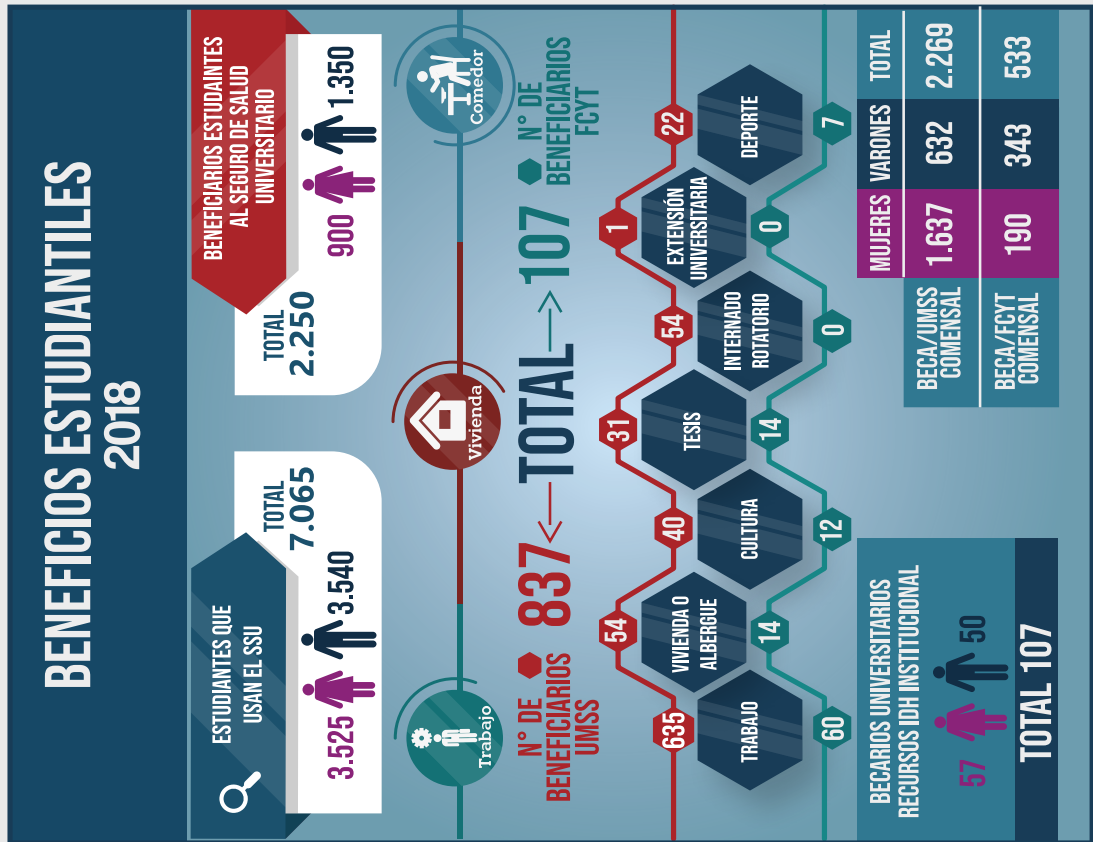 BENEFICIOS ESTUDIANTILES
2018
ESTUDIANTES QUE
USAN EL SSU
TOTAL
7.065
3.525
3.540
BENEFICIARIOS ESTUDAINTES
AL SEGURO DE SALUD
UNIVERSITARIO
TOTAL
2.250
900
1.350
Trabajo
Vivienda
Comedor
N° DE
BENEFICIARIOS
UMSS
837
TOTAL
107
N° DE
BENEFICIARIOS
FCYT
635
54
40
31
54
1
22
TRABAJO
VIVIENDA O
ALBERGUE
CULTURA
TESIS
INTERNADO
ROTATORIO
EXTENSIÓN
UNIVERSITARIA
DEPORTE
60
14
12
14
0
0
7
BECARIOS UNIVERSITARIOS
RECURSOS IDH INSTITUCIONAL
57
50
TOTAL 107
MUJERES VARONES TOTAL
BECA/UMSS
COMENSAL
1.637 632 2.269
BECA/FCYT
COMENSAL
190 343 533